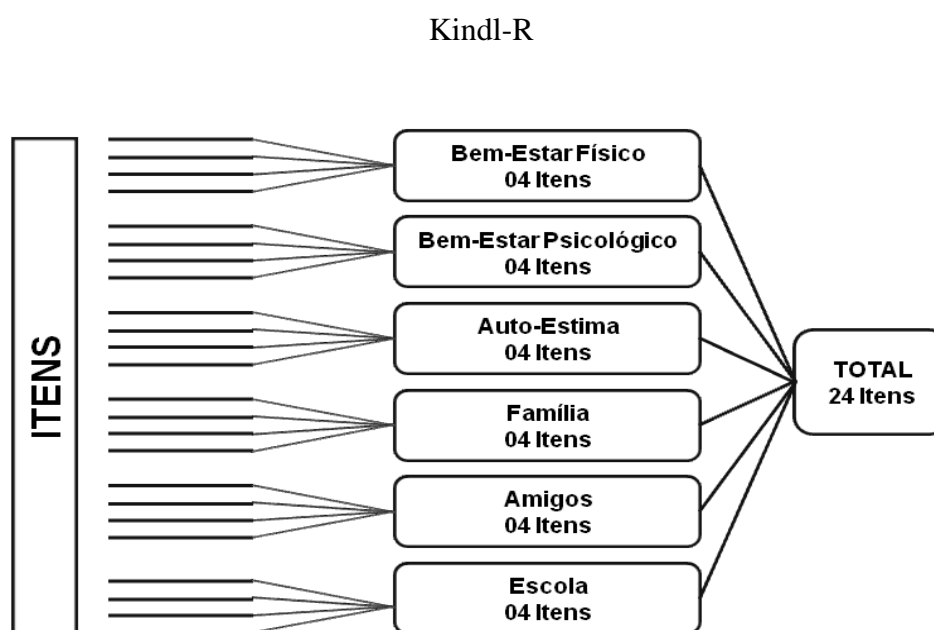 Kindl-R
ITENS
Bem-Estar Físico
04 Itens
Bem-Estar Psicológico
04 Itens
Auto-Estima
04 Itens
Família
04 Itens
Amigos
04 Itens
Escola
04 Itens
TOTAL
24 Itens